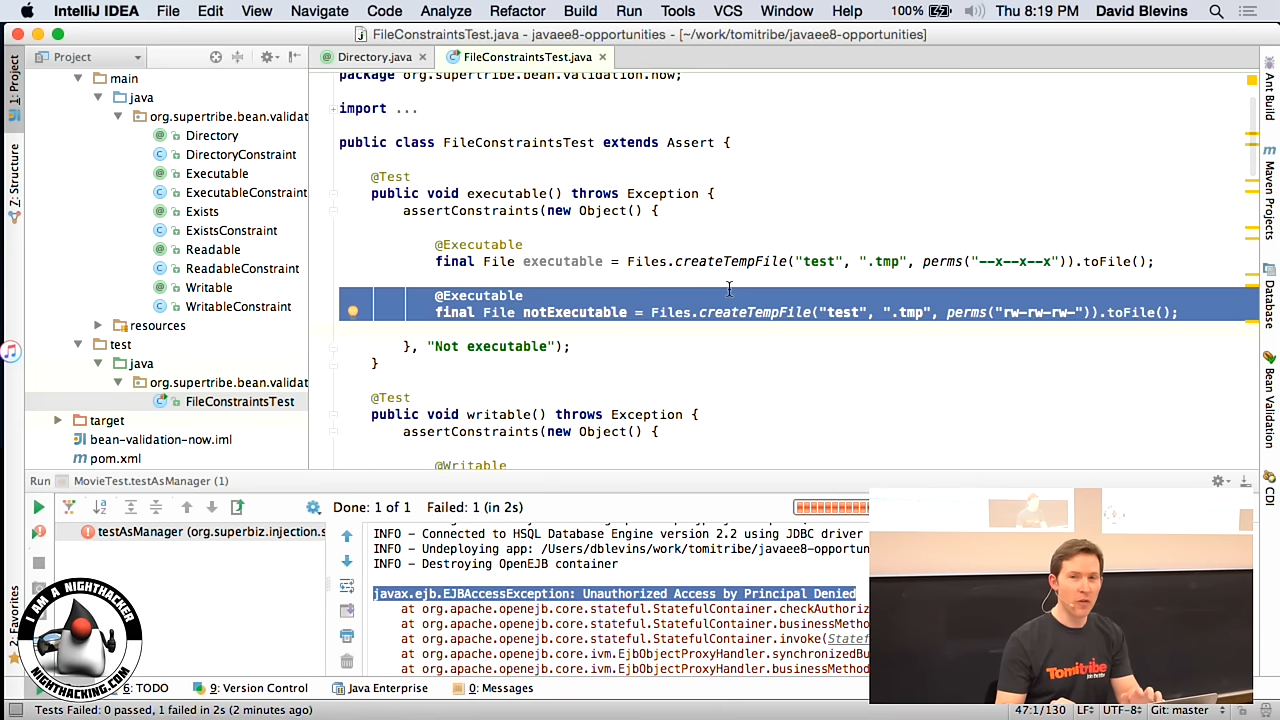 IntelliJ IDEA File Edit View Navigate Code Analyze Refactor Build Run Tools VCS Window Help 100% Thu 8:19 PM David Blevins
FileConstraintsTest.java - javaee8-opportunities - [~/work/tomitribe/javaee8-opportunities]
Project
Directory.java
FileConstraintsTest.java
1: Project
Z: Structure
2: Favorites
main
java
org.supertribe.bean.validat
Directory
DirectoryConstraint
Executable
ExecutableConstraint
Exists
ExistsConstraint
Readable
ReadableConstraint
Writable
WritableConstraint
resources
test
java
org.supertribe.bean.validat
FileConstraintsTest
target
bean-validation-now.iml
pom.xml
package org.supertribe.bean.validation.now;
import ...
public class FileConstraintsTest extends Assert {
@Test
public void executable() throws Exception {
assertConstraints(new Object() {
@Executable
final File executable = Files.createTempFile("test", ".tmp", perms("--x--x--x")).toFile();
@Executable
final File notExecutable = Files.createTempFile("test", ".tmp", perms("rw-rw-rw-")).toFile();
}, "Not executable");
}
@Test
public void writable() throws Exception {
assertConstraints(new Object() {
@Writable
Ant Build
Maven Projects
Database
Bean Validation
CDI
Run MovieTest.testAsManager (1)
Done: 1 of 1 Failed: 1 (in 2s)
testAsManager (org.superbiz.injection.s
INFO - Connected to HSQL Database Engine version 2.2 using JDBC driver
INFO - Undeploying app: /Users/dblevins/work/tomitribe/javaee8-opportun
INFO - Destroying OpenEJB container
javax.ejb.EJBAccessException: Unauthorized Access by Principal Denied
at org.apache.openejb.core.stateful.StatefulContainer.checkAuthoriz
at org.apache.openejb.core.stateful.StatefulContainer.businessMetho
at org.apache.openejb.core.stateful.StatefulContainer.invoke(Statef
at org.apache.openejb.core.ivm.EjbObjectProxyHandler.synchronizedBu
at org.apache.openejb.core.ivm.EjbObjectProxyHandler.businessMethod
I AM A NIGHTHACKER
NIGHTHACKING.COM
Tomitribe
6: TODO
9: Version Control
Java Enterprise
0: Messages
Tests Failed: 0 passed, 1 failed in 2s (2 minutes ago)
47:1/130 LF UTF-8 Git: master